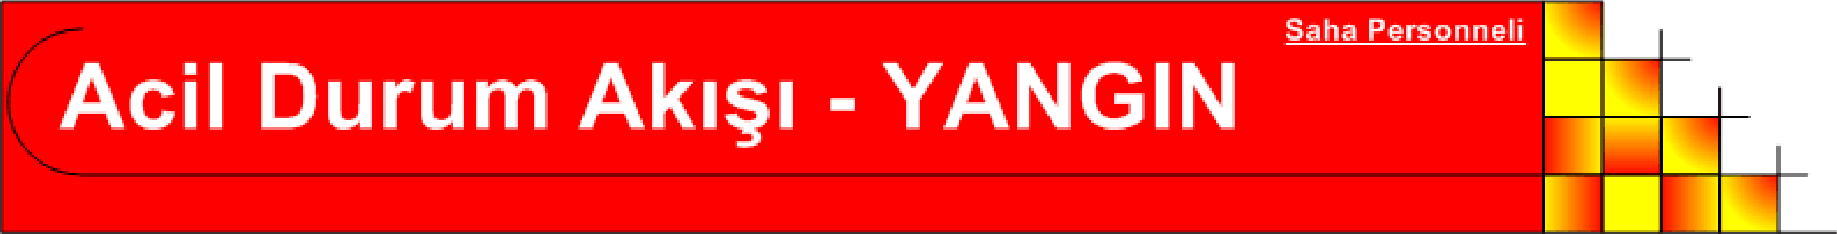 Saha Personneli
Acil Durum Akışı - YANGIN